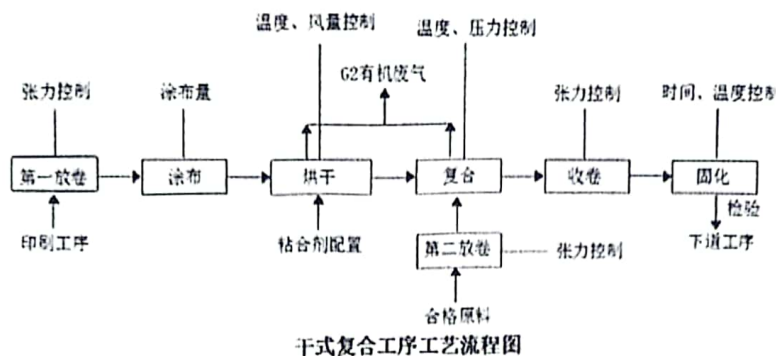 温度、风量控制
温度、压力控制
G2有机废气
张力控制
涂布量
张力控制
时间、温度控制
第一放卷
涂布
烘干
复合
收卷
固化
检验
印刷工序
粘合剂配置
第二放卷
张力控制
下道工序
合格原料
干式复合工序工艺流程图